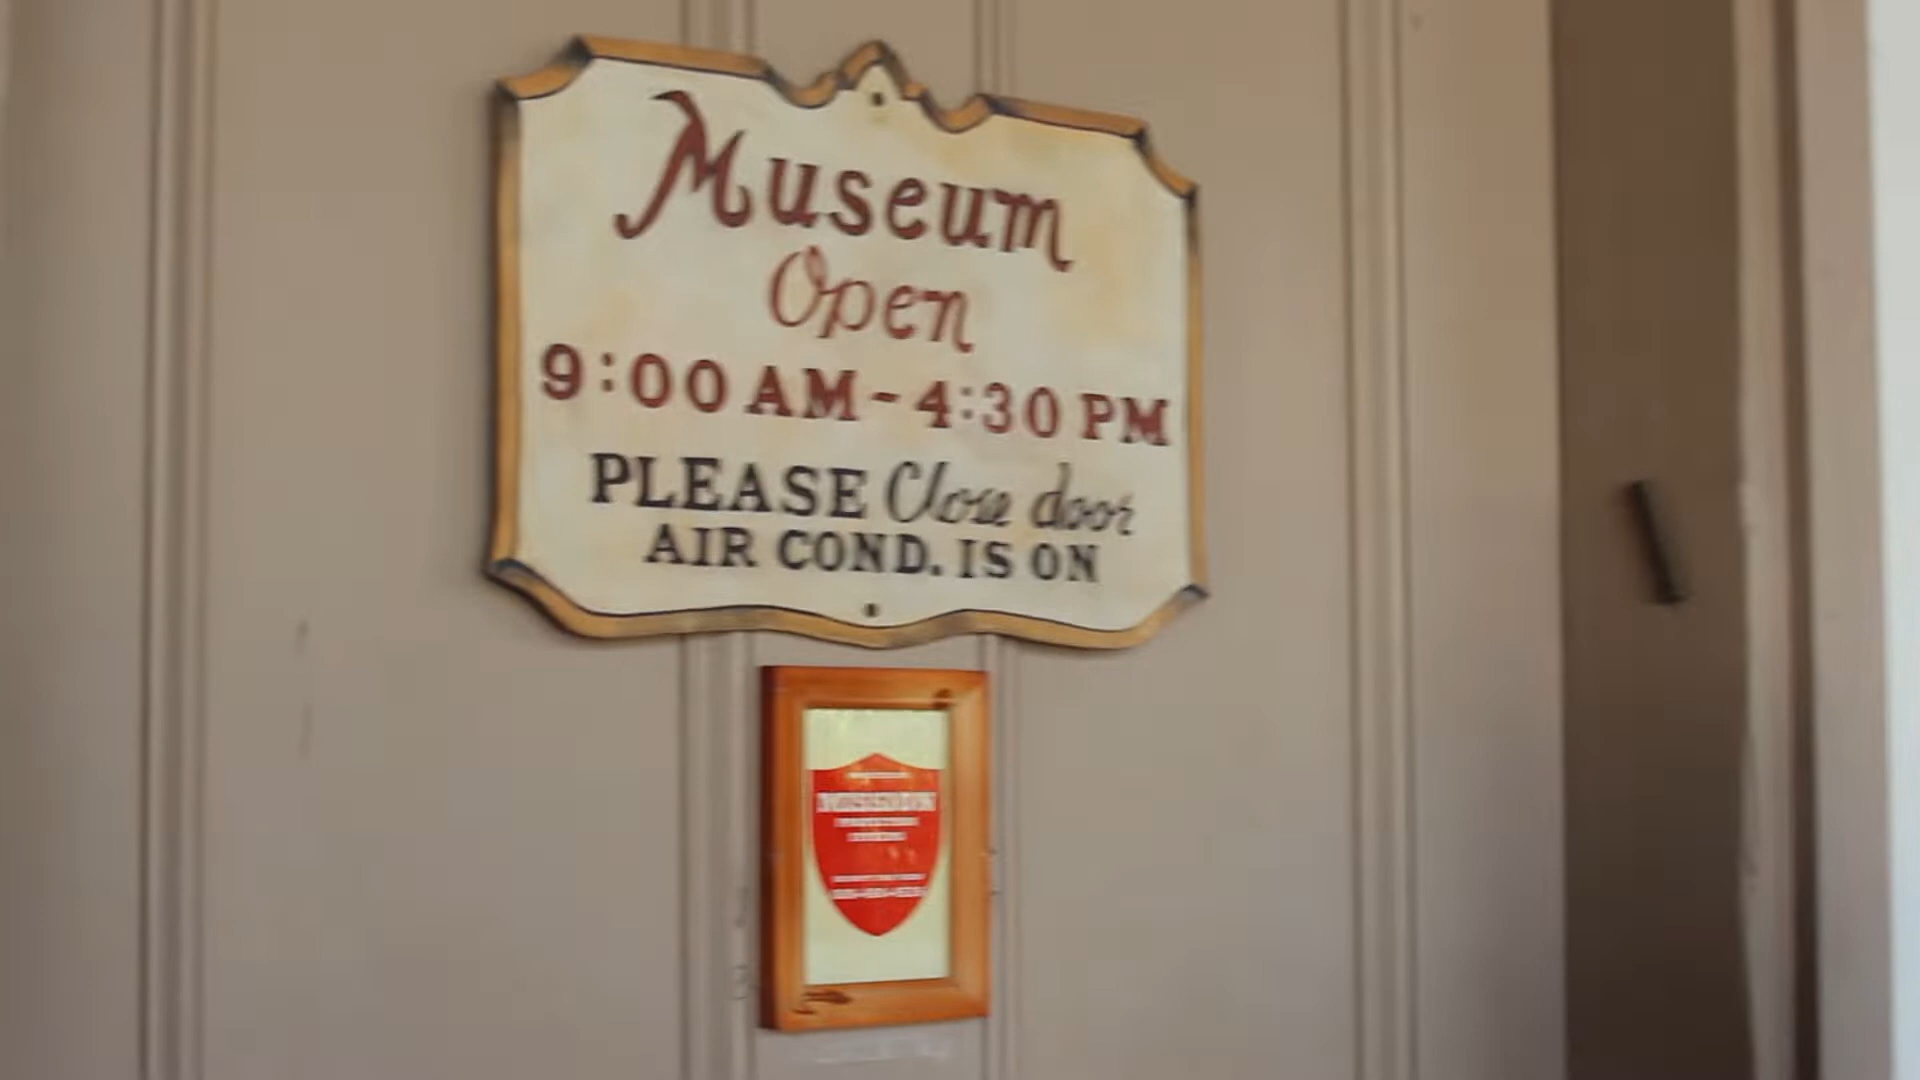 Museum
Open
9:00 AM - 4:30 PM
PLEASE Close door
AIR COND. IS ON